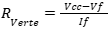 R_Verte = (Vcc-Vf)/If